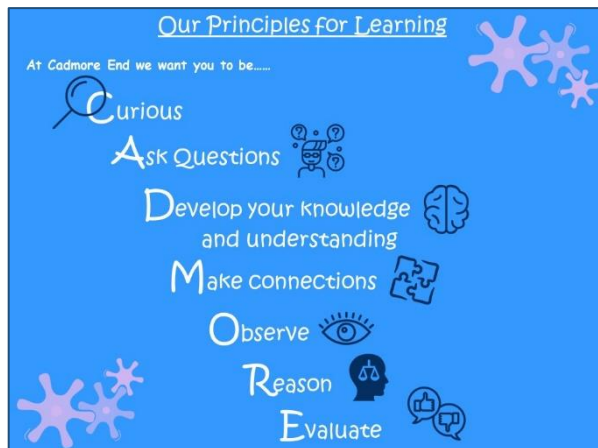 Our Principles for Learning
At Cadmore End we want you to be......
Curious
Ask Questions
Develop your knowledge
and understanding
Make connections
Observe
Reason
Evaluate